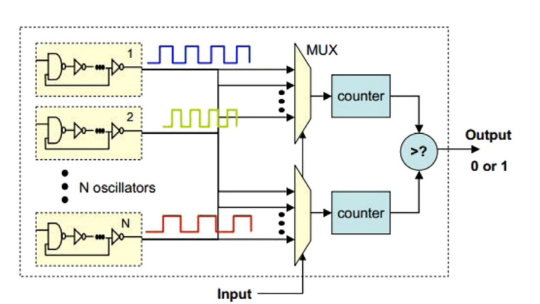 1
MUX
counter
2
>?
Output
0 or 1
N oscillators
N
counter
Input